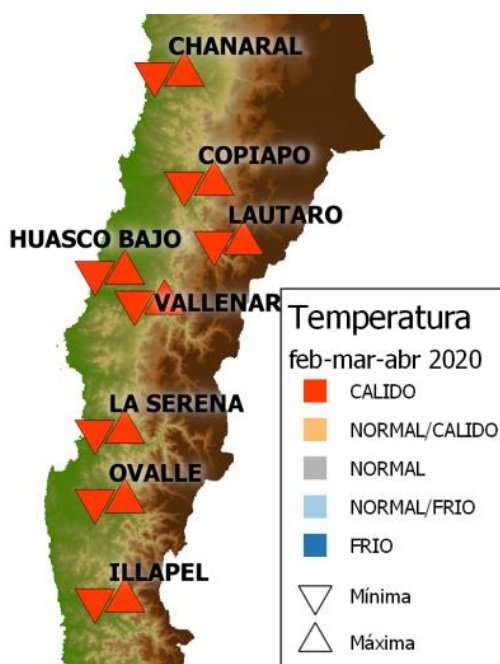 CHANARAL
COPIAPO
LAUTARO
HUASCO BAJO
VALLENAR
LA SERENA
OVALLE
ILLAPEL
Temperatura
feb-mar-abr 2020
CALIDO
NORMAL/CALIDO
NORMAL
NORMAL/FRIO
FRIO
Mínima
Máxima